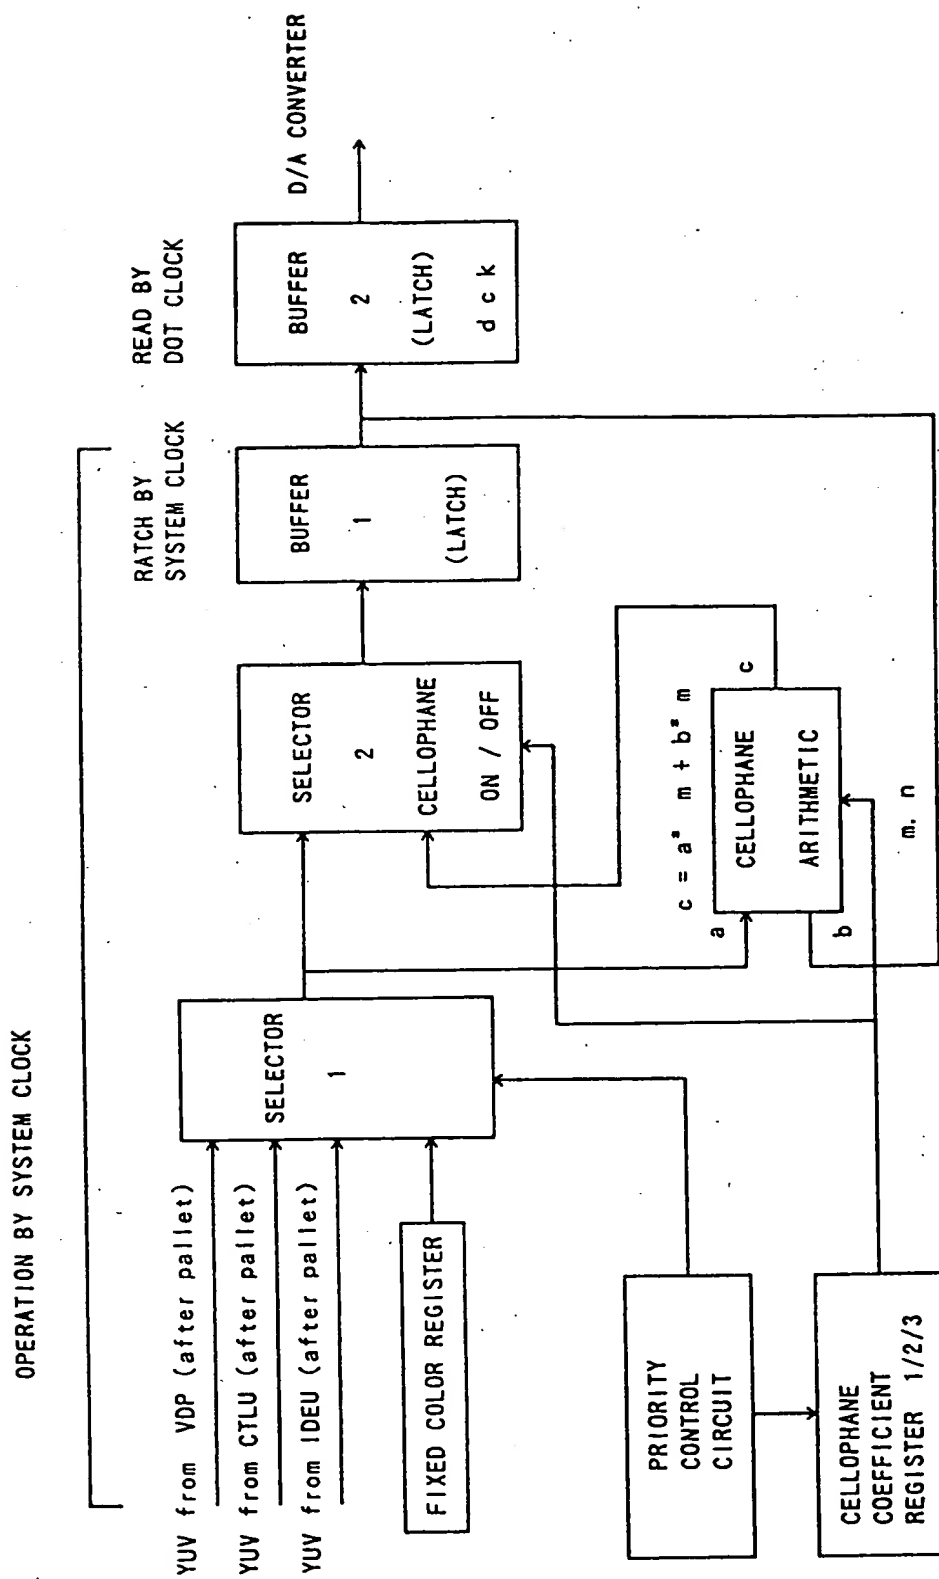 OPERATION BY SYSTEM CLOCK
RATCH BY
SYSTEM CLOCK
READ BY
DOT CLOCK
YUV from VDP (after pallet)
YUV from CTLU (after pallet)
YUV from IDEU (after pallet)
FIXED COLOR REGISTER
SELECTOR
1
SELECTOR
2
CELLOPHANE
ON / OFF
BUFFER
1
(LATCH)
BUFFER
2
(LATCH)
d c k
D/A CONVERTER
c = a* m + b* m
a
c
CELLOPHANE
ARITHMETIC
b
m. n
PRIORITY
CONTROL
CIRCUIT
CELLOPHANE
COEFFICIENT
REGISTER 1/2/3